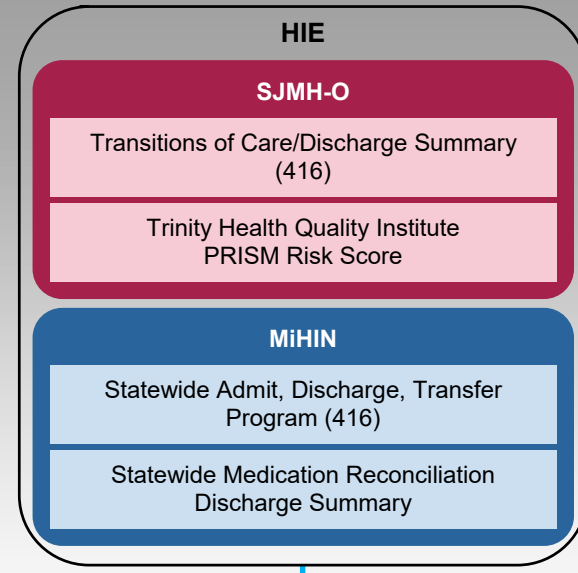 HIE
SJMH-O
Transitions of Care/Discharge Summary
(416)
Trinity Health Quality Institute
PRISM Risk Score
MiHIN
Statewide Admit, Discharge, Transfer
Program (416)
Statewide Medication Reconciliation
Discharge Summary